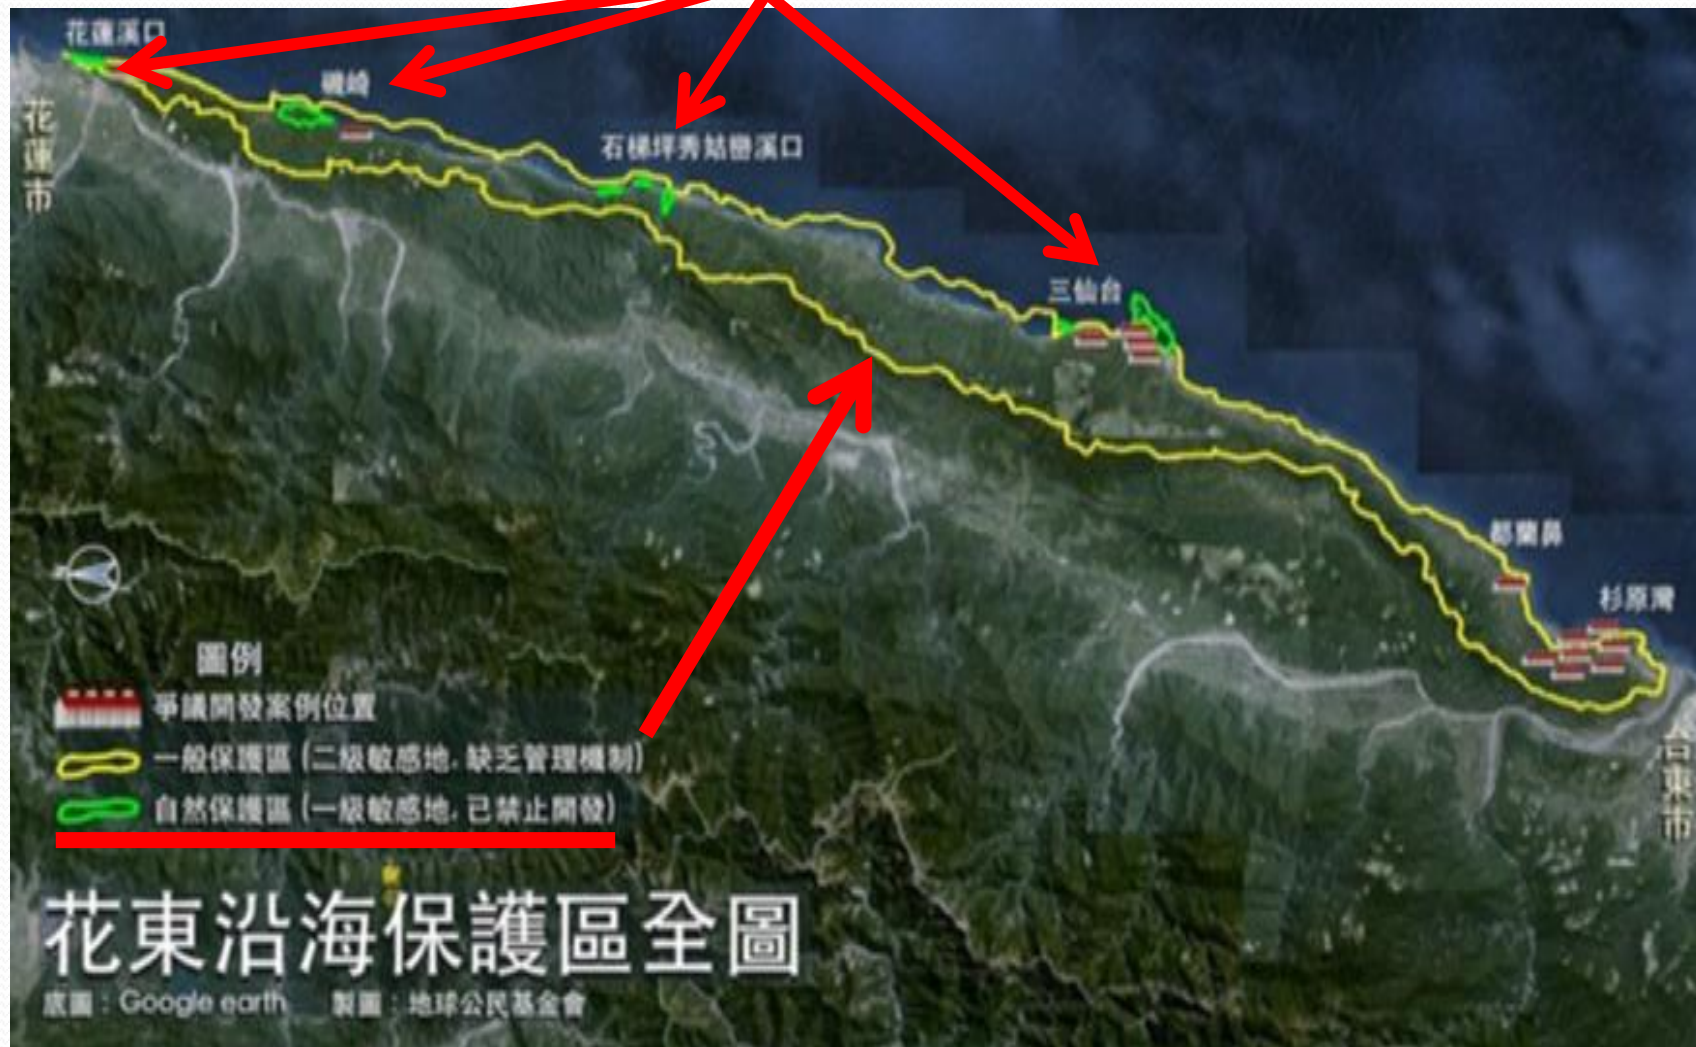 花蓮溪口
磯崎
花蓮市
石梯坪秀姑巒溪口
三仙台
都蘭鼻
杉原灣
台東市
圖例
爭議開發案例位置
一般保護區 (二級敏感地, 缺乏管理機制)
自然保護區 (一級敏感地, 已禁止開發)
花東沿海保護區全圖
底圖：Google earth 製圖：地球公民基金會